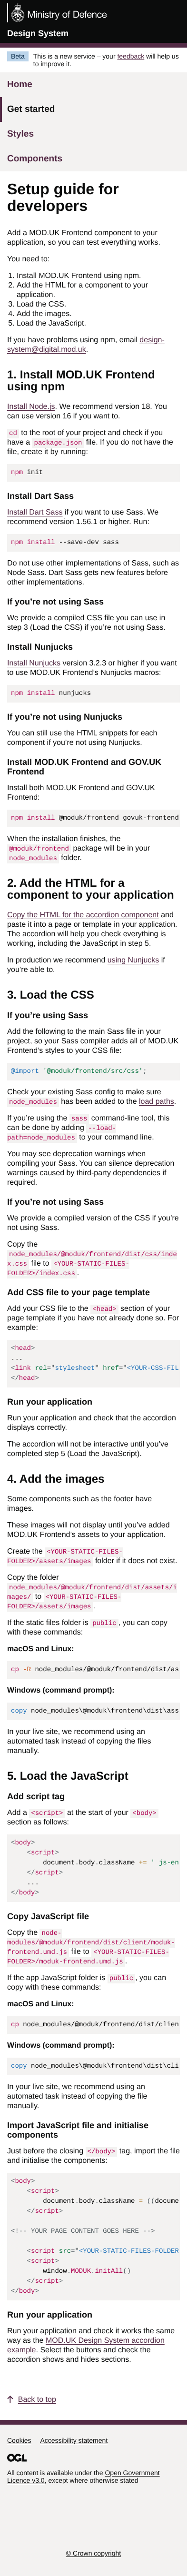 Ministry of Defence
Design System
Beta
This is a new service – your feedback will help us
to improve it.
Home
Get started
Styles
Components
Setup guide for
developers
Add a MOD.UK Frontend component to your
application, so you can test everything works.
You need to:
1. Install MOD.UK Frontend using npm.
2. Add the HTML for a component to your
application.
3. Load the CSS.
4. Add the images.
5. Load the JavaScript.
If you have problems using npm, email design-
system@digital.mod.uk.
1. Install MOD.UK Frontend
using npm
Install Node.js. We recommend version 18. You
can use version 16 if you want to.
cd to the root of your project and check if you
have a package.json file. If you do not have the
file, create it by running:
npm init
Install Dart Sass
Install Dart Sass if you want to use Sass. We
recommend version 1.56.1 or higher. Run:
npm install --save-dev sass
Do not use other implementations of Sass, such as
Node Sass. Dart Sass gets new features before
other implementations.
If you’re not using Sass
We provide a compiled CSS file you can use in
step 3 (Load the CSS) if you’re not using Sass.
Install Nunjucks
Install Nunjucks version 3.2.3 or higher if you want
to use MOD.UK Frontend’s Nunjucks macros:
npm install nunjucks
If you’re not using Nunjucks
You can still use the HTML snippets for each
component if you’re not using Nunjucks.
Install MOD.UK Frontend and GOV.UK
Frontend
Install both MOD.UK Frontend and GOV.UK
Frontend:
npm install @moduk/frontend govuk-frontend
When the installation finishes, the
@moduk/frontend package will be in your
node_modules folder.
2. Add the HTML for a
component to your application
Copy the HTML for the accordion component and
paste it into a page or template in your application.
The accordion will help you check everything is
working, including the JavaScript in step 5.
In production we recommend using Nunjucks if
you’re able to.
3. Load the CSS
If you’re using Sass
Add the following to the main Sass file in your
project, so your Sass compiler adds all of MOD.UK
Frontend’s styles to your CSS file:
@import '@moduk/frontend/src/css';
Check your existing Sass config to make sure
node_modules has been added to the load paths.
If you’re using the sass command-line tool, this
can be done by adding --load-
path=node_modules to your command line.
You may see deprecation warnings when
compiling your Sass. You can silence deprecation
warnings caused by third-party dependencies if
required.
If you’re not using Sass
We provide a compiled version of the CSS if you’re
not using Sass.
Copy the
node_modules/@moduk/frontend/dist/css/inde
x.css file to <YOUR-STATIC-FILES-
FOLDER>/index.css.
Add CSS file to your page template
Add your CSS file to the <head> section of your
page template if you have not already done so. For
example:
<head>
...
<link rel="stylesheet" href="<YOUR-CSS-FIL
</head>
Run your application
Run your application and check that the accordion
displays correctly.
The accordion will not be interactive until you’ve
completed step 5 (Load the JavaScript).
4. Add the images
Some components such as the footer have
images.
These images will not display until you’ve added
MOD.UK Frontend’s assets to your application.
Create the <YOUR-STATIC-FILES-
FOLDER>/assets/images folder if it does not exist.
Copy the folder
node_modules/@moduk/frontend/dist/assets/i
mages/ to <YOUR-STATIC-FILES-
FOLDER>/assets/images.
If the static files folder is public, you can copy
with these commands:
macOS and Linux:
cp -R node_modules/@moduk/frontend/dist/as
Windows (command prompt):
copy node_modules\@moduk\frontend\dist\ass
In your live site, we recommend using an
automated task instead of copying the files
manually.
5. Load the JavaScript
Add script tag
Add a <script> at the start of your <body>
section as follows:
<body>
<script>
document.body.className += ' js-en
</script>
...
</body>
Copy JavaScript file
Copy the node-
modules/@moduk/frontend/dist/client/moduk-
frontend.umd.js file to <YOUR-STATIC-FILES-
FOLDER>/moduk-frontend.umd.js.
If the app JavaScript folder is public, you can
copy with these commands:
macOS and Linux:
cp node_modules/@moduk/frontend/dist/clien
Windows (command prompt):
copy node_modules\@moduk\frontend\dist\cli
In your live site, we recommend using an
automated task instead of copying the file
manually.
Import JavaScript file and initialise
components
Just before the closing </body> tag, import the file
and initialise the components:
<body>
<script>
document.body.className = ((docume
</script>
<!-- YOUR PAGE CONTENT GOES HERE -->
<script src="<YOUR-STATIC-FILES-FOLDER
<script>
window.MODUK.initAll()
</script>
</body>
Run your application
Run your application and check it works the same
way as the MOD.UK Design System accordion
example. Select the buttons and check the
accordion shows and hides sections.
Back to top
Cookies Accessibility statement
OGL
All content is available under the Open Government
Licence v3.0, except where otherwise stated
© Crown copyright